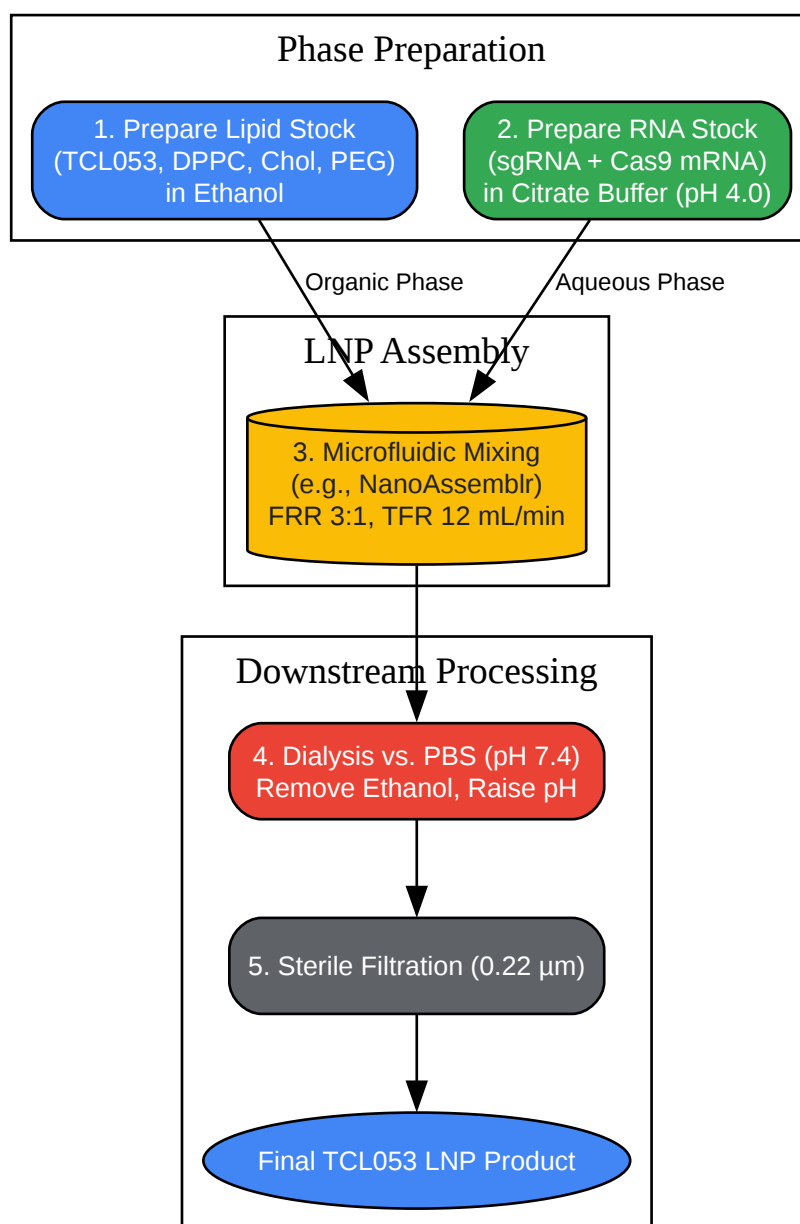 Phase Preparation
1. Prepare Lipid Stock
(TCL053, DPPC, Chol, PEG)
in Ethanol
2. Prepare RNA Stock
(sgRNA + Cas9 mRNA)
in Citrate Buffer (pH 4.0)
Organic Phase
Aqueous Phase
LNP Assembly
3. Microfluidic Mixing
(e.g., NanoAssemblr)
FRR 3:1, TFR 12 mL/min
Downstream Processing
4. Dialysis vs. PBS (pH 7.4)
Remove Ethanol, Raise pH
5. Sterile Filtration (0.22 µm)
Final TCL053 LNP Product